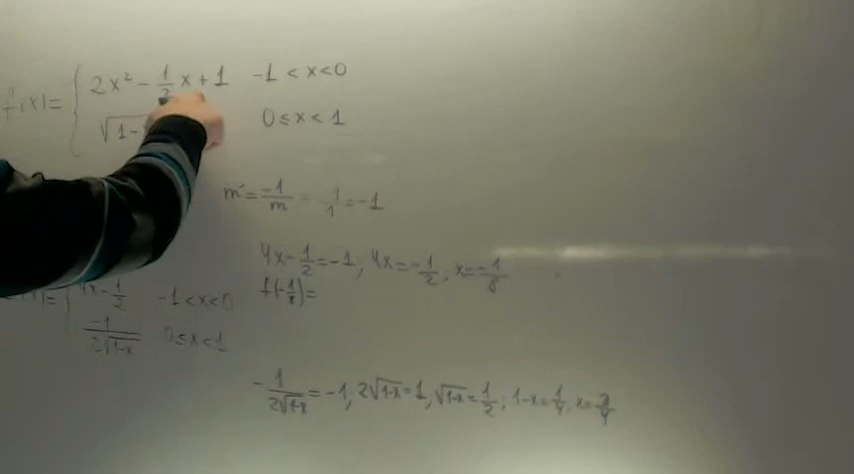 f(x)= { 2x² - 1/2 x + 1   -1 < x < 0
√1-   0 ≤ x < 1
m' = -1/m = - 1/1 = -1
4x - 1/2 = -1, 4x = -1/2; x = -1/8
4x - 1/2   -1 < x < 0
f(-1/8) =
-1/2√1-x   0 ≤ x < 1
- 1/2√1-x = -1; 2√1-x = 1, √1-x = 1/2; 1-x = 1/4, x = 3/4